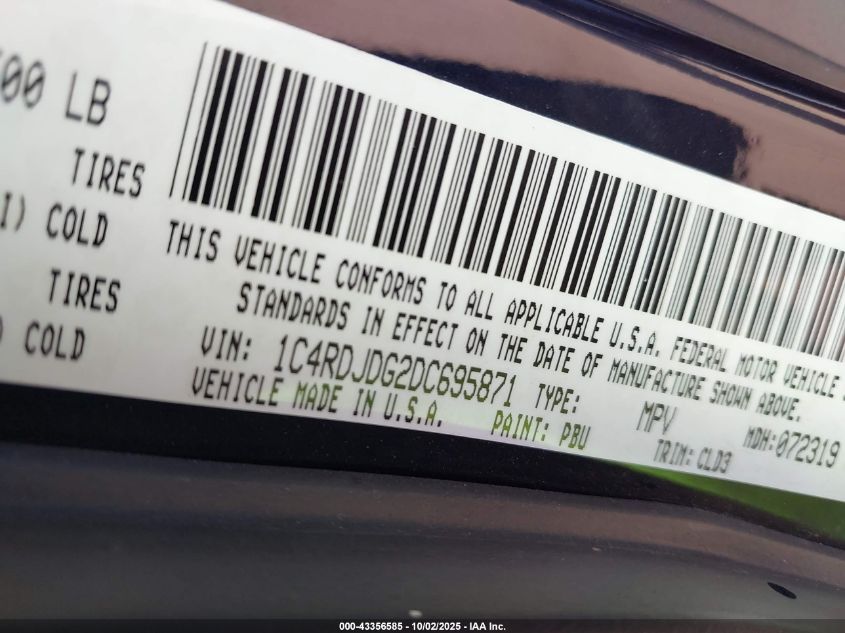 LB
TIRES
COLD
TIRES
COLD
THIS VEHICLE CONFORMS TO ALL APPLICABLE U.S.A. FEDERAL MOTOR VEHICLE
STANDARDS IN EFFECT ON THE DATE OF MANUFACTURE SHOWN ABOVE.
VIN: 1C4RDJDG2DC695871 TYPE: MPV MDH:072319
VEHICLE MADE IN U.S.A. PAINT: PBU TRIM: CLD3
000-43356585 - 10/02/2025 - IAA Inc.